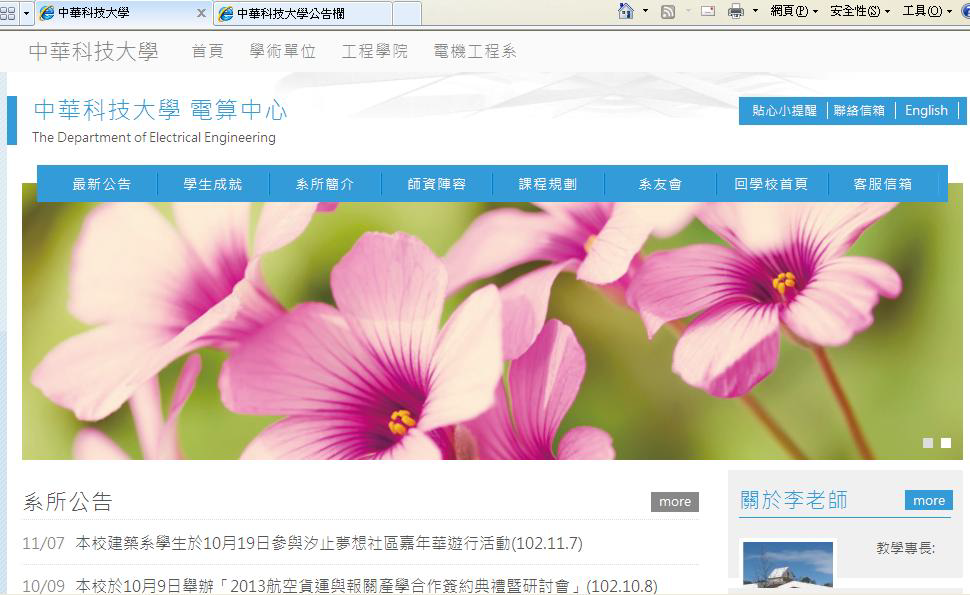 中華科技大學
中華科技大學公告欄
網頁(P) 安全性(S) 工具(O)
中華科技大學 首頁 學術單位 工程學院 電機工程系
中華科技大學 電算中心
The Department of Electrical Engineering
貼心小提醒 聯絡信箱 English
最新公告 學生成就 系所簡介 師資陣容 課程規劃 系友會 回學校首頁 客服信箱
系所公告 more
11/07 本校建築系學生於10月19日參與汐止夢想社區嘉年華遊行活動(102.11.7)
10/09 本校於10月9日舉辦「2013航空貨運與報關產學合作簽約典禮暨研討會」(102.10.8)
關於李老師 more
教學專長: